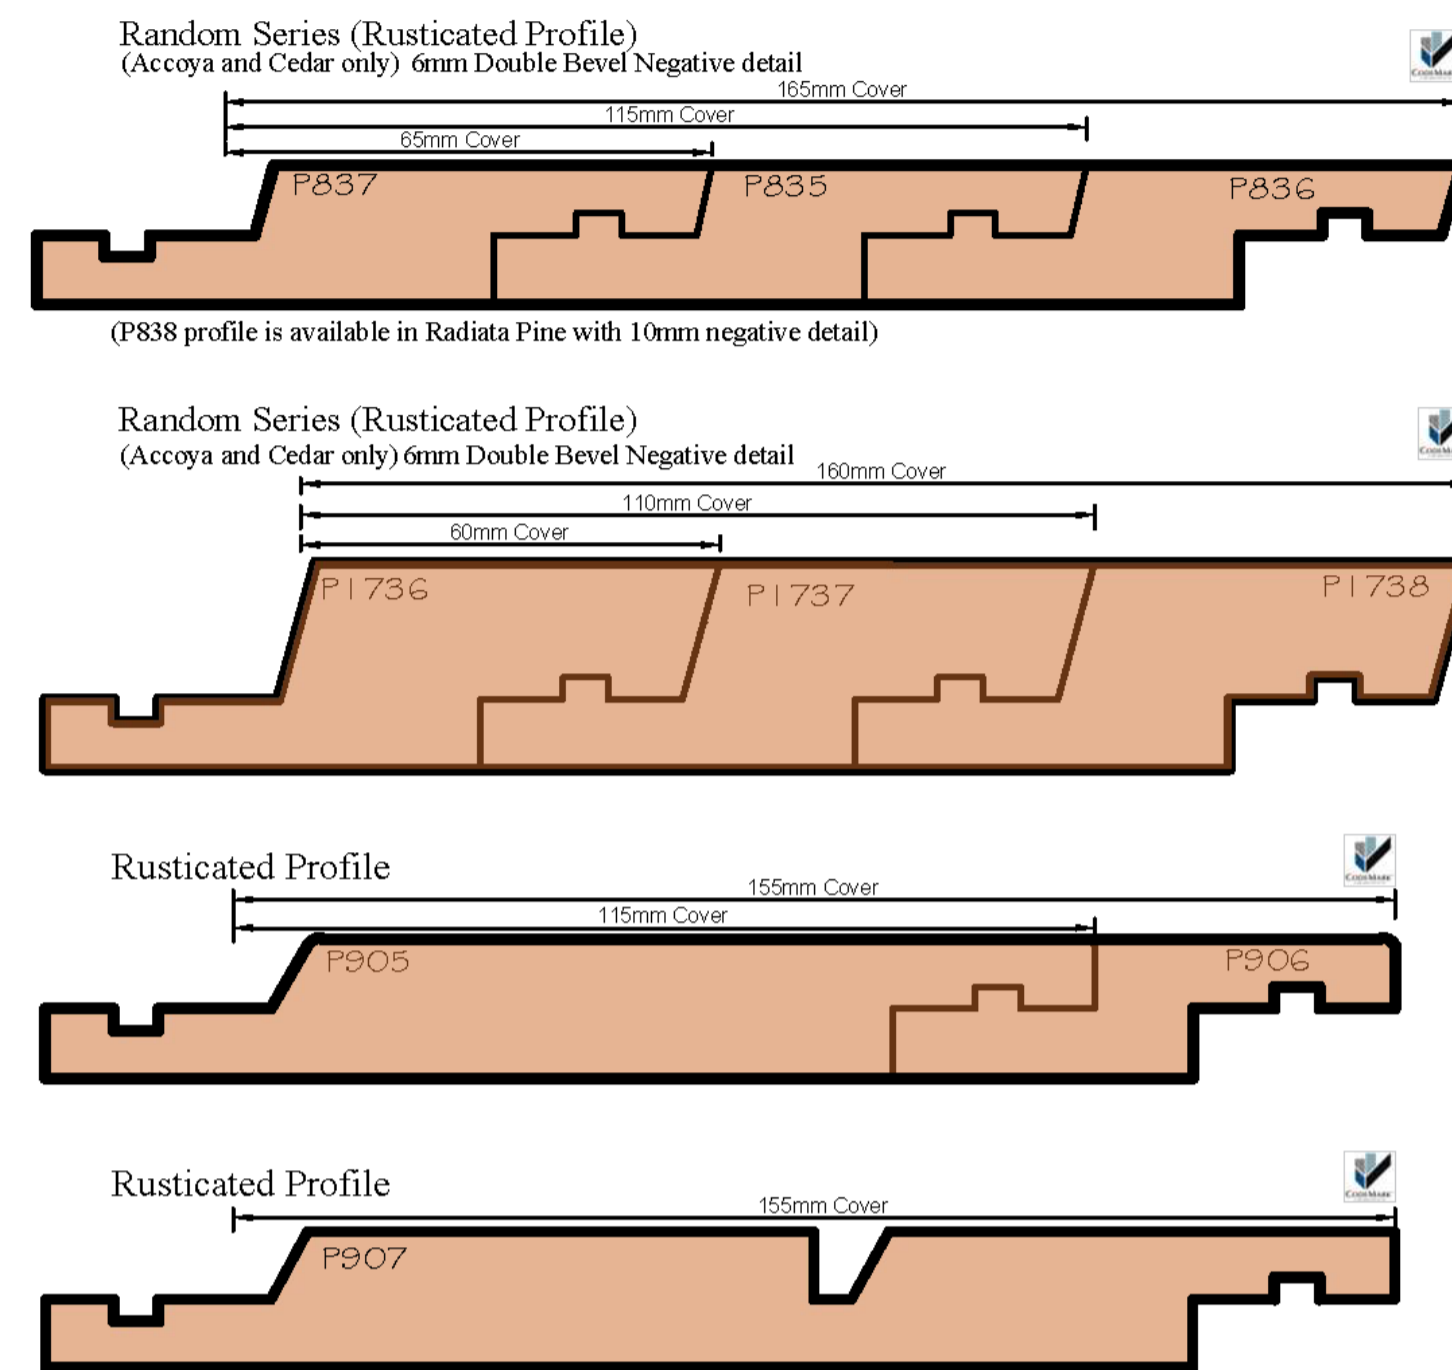 Random Series (Rusticated Profile)
(Accoya and Cedar only) 6mm Double Bevel Negative detail
165mm Cover
115mm Cover
65mm Cover
P837
P835
P836
(P838 profile is available in Radiata Pine with 10mm negative detail)
Random Series (Rusticated Profile)
(Accoya and Cedar only) 6mm Double Bevel Negative detail
160mm Cover
110mm Cover
60mm Cover
P1736
P1737
P1738
Rusticated Profile
CodeMark
155mm Cover
115mm Cover
P905
P906
Rusticated Profile
CodeMark
155mm Cover
P907